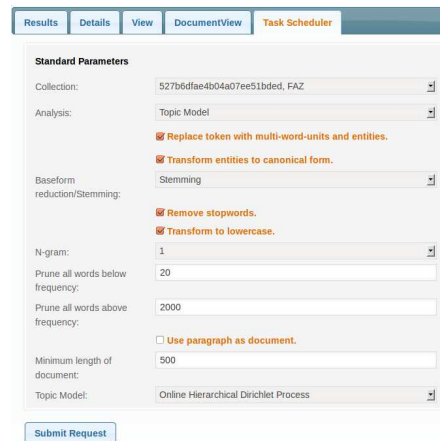 Results Details View DocumentView Task Scheduler
Standard Parameters
Collection: 527b6dfae4b04a07ee51bded, FAZ
Analysis: Topic Model
Replace token with multi-word-units and entities.
Transform entities to canonical form.
Baseform Stemming
reduction/Stemming:
Remove stopwords.
Transform to lowercase.
N-gram: 1
Prune all words below 20
frequency:
Prune all words above 2000
frequency:
Use paragraph as document.
Minimum length of 500
document:
Topic Model: Online Hierarchical Dirichlet Process
Submit Request